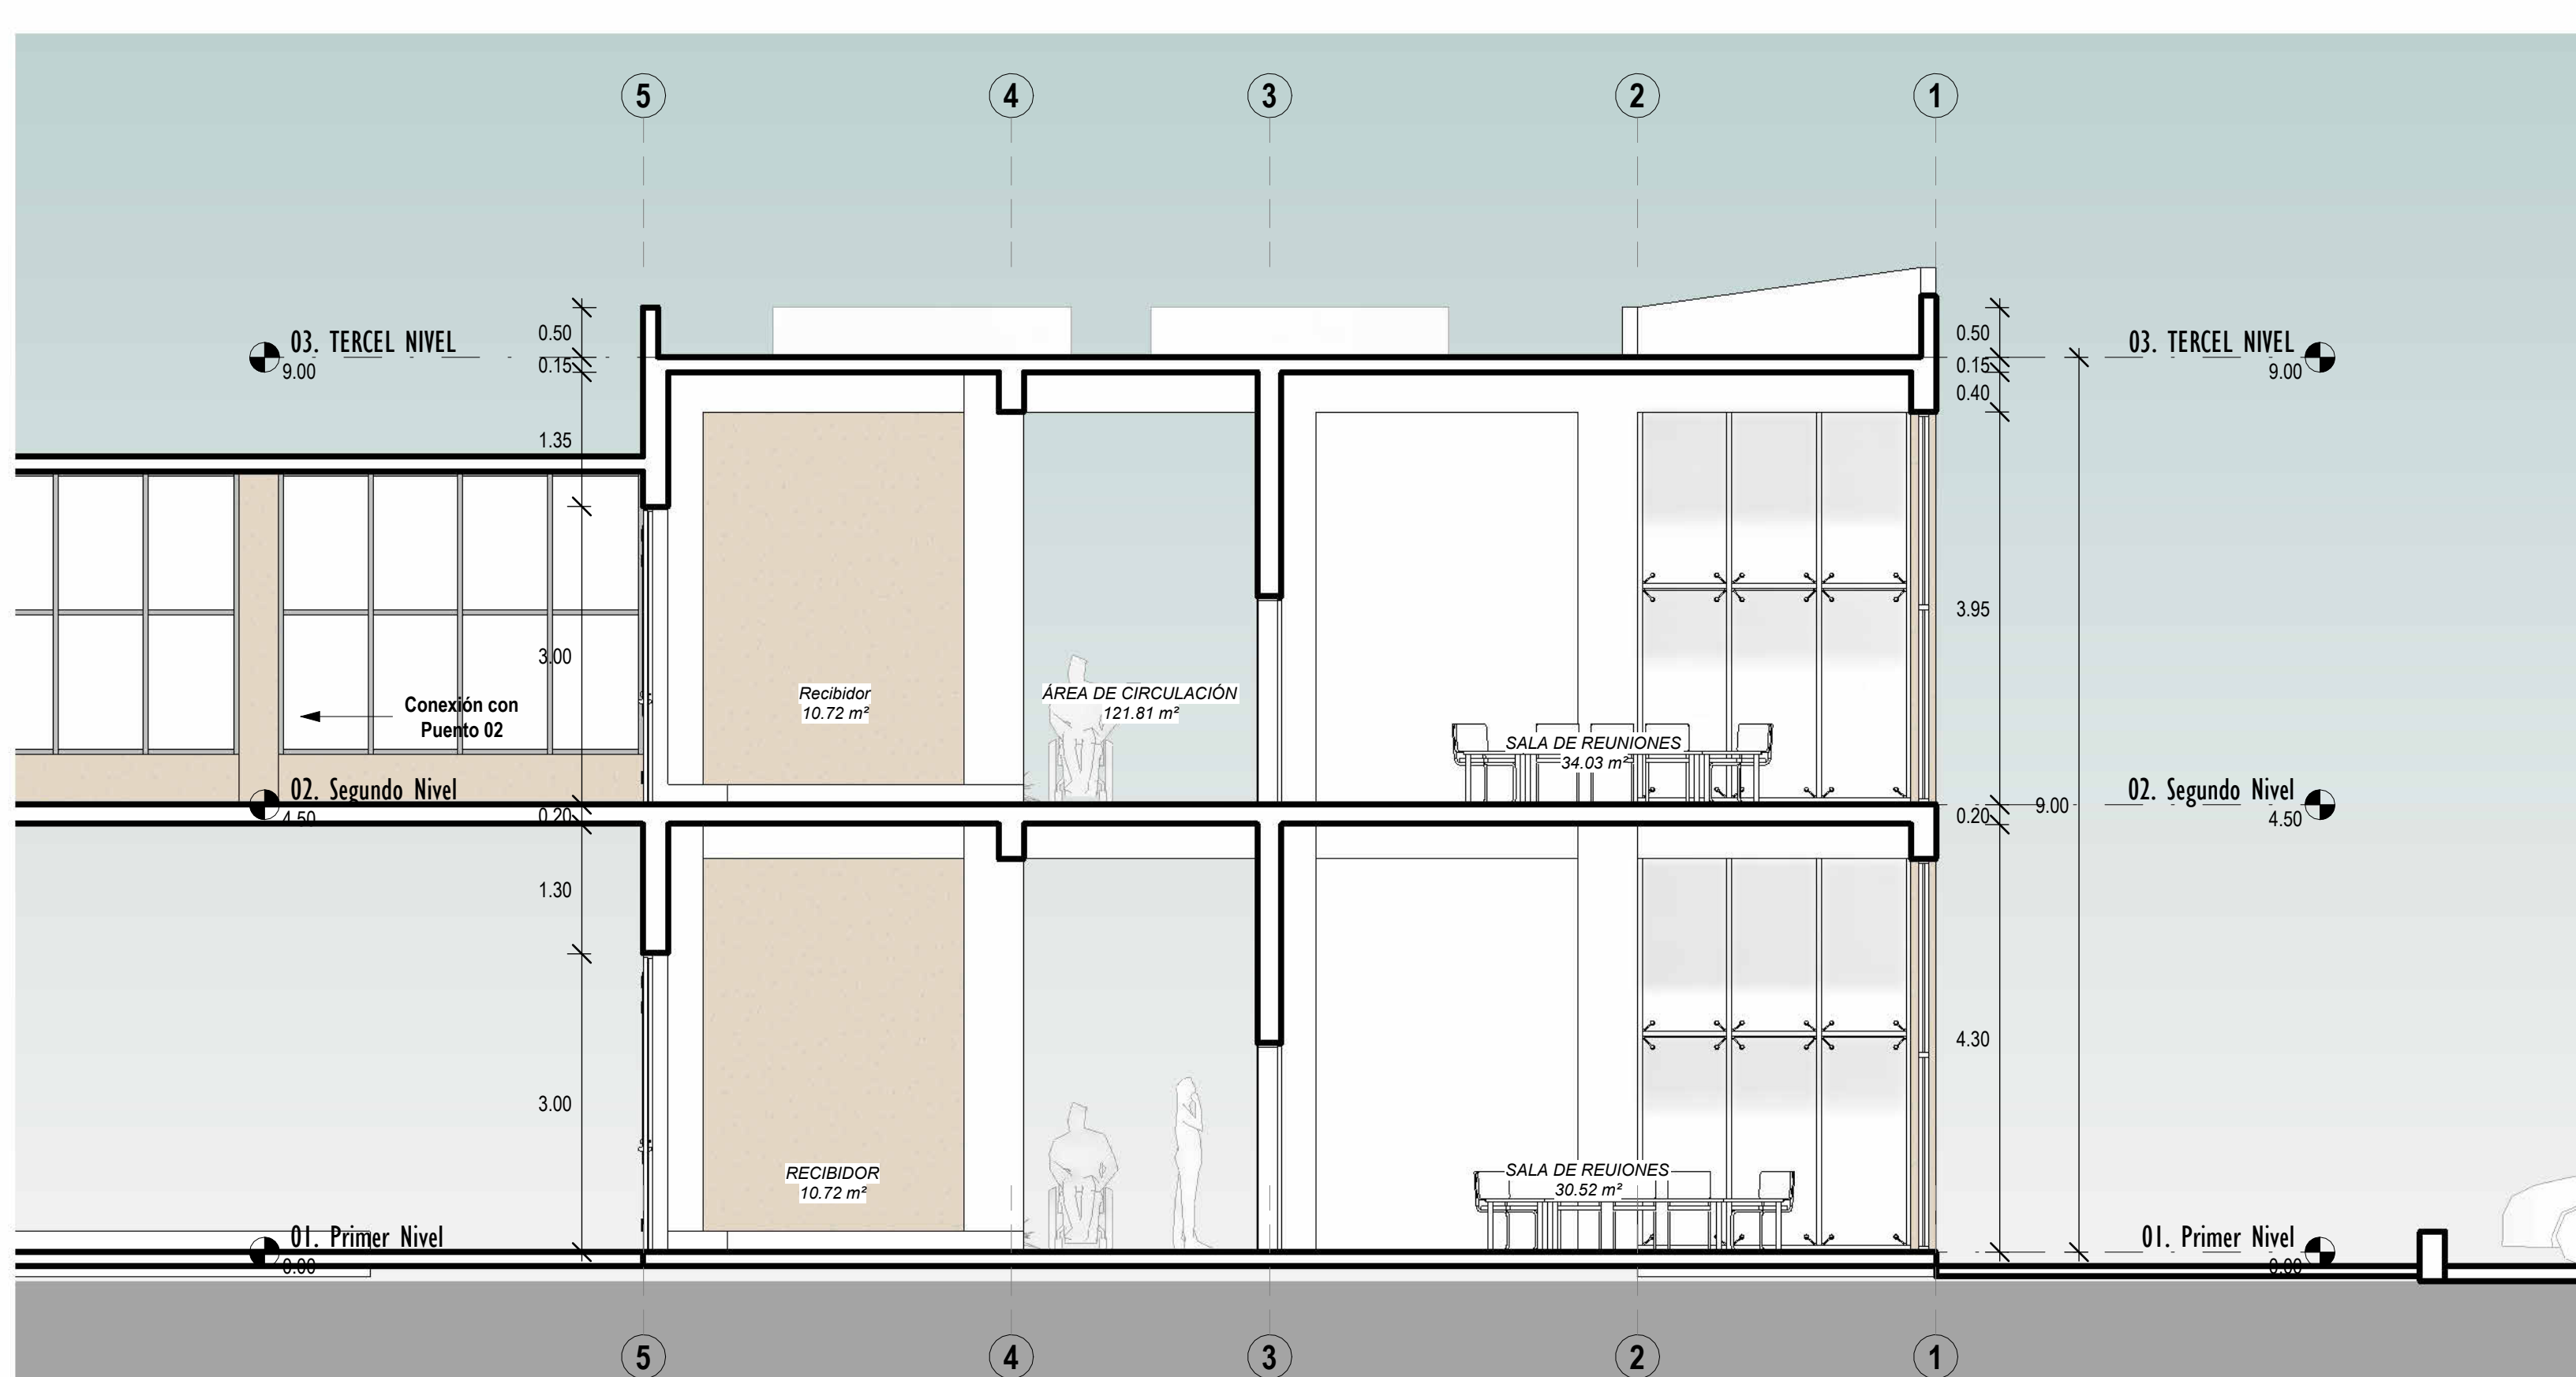 5 4 3 2 1
03. TERCEL NIVEL
9.00
0.50
0.15
1.35
3.00
Conexión con
Puento 02
02. Segundo Nivel
4.50
0.20
1.30
3.00
01. Primer Nivel
0.00
Recibidor
10.72 m²
ÁREA DE CIRCULACIÓN
121.81 m²
SALA DE REUNIONES
34.03 m²
RECIBIDOR
10.72 m²
SALA DE REUIONES
30.52 m²
0.50
0.15
0.40
3.95
0.20
4.30
9.00
03. TERCEL NIVEL
9.00
02. Segundo Nivel
4.50
01. Primer Nivel
0.00
5 4 3 2 1